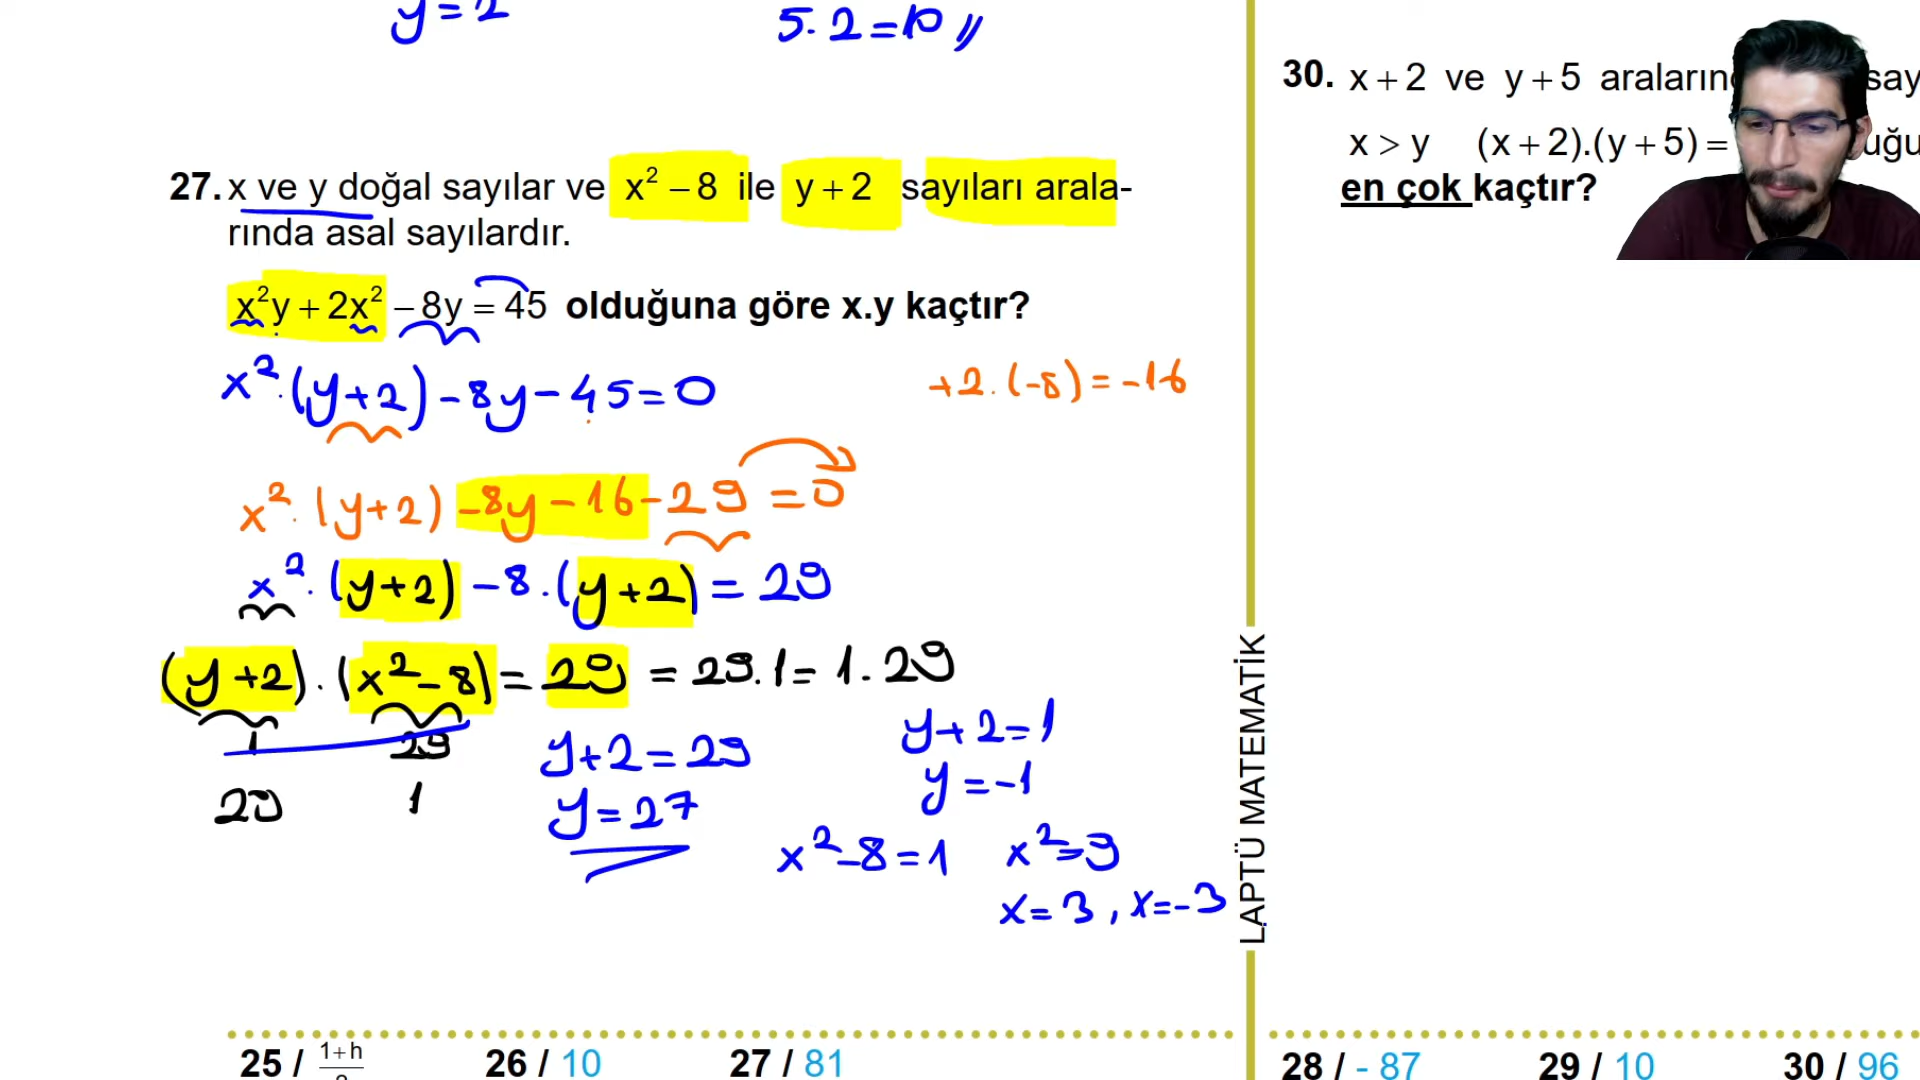 y = 2
5. 2 = 10 //
27. x ve y doğal sayılar ve x² – 8 ile y + 2 sayıları arala-
rında asal sayılardır.
x²y + 2x² – 8y = 45 olduğuna göre x.y kaçtır?
x² · (y+2) – 8y – 45 = 0
+2 . (-8) = -16
x² · (y+2) – 8y – 16 – 29 = 0
x² · (y+2) – 8 . (y+2) = 29
(y+2) . (x² – 8) = 29 = 29 . 1 = 1 . 29
1 29
29 1
y+2 = 29
y = 27
y+2 = 1
y = -1
x² – 8 = 1 x² = 9
x = 3 , x = -3
25 / 1+h
26 / 10
27 / 81
LAPTÜ MATEMATİK
30. x + 2 ve y + 5
x > y (x + 2).(y + 5) =
en çok kaçtır?
28 / - 87
29 / 10
30 / 96